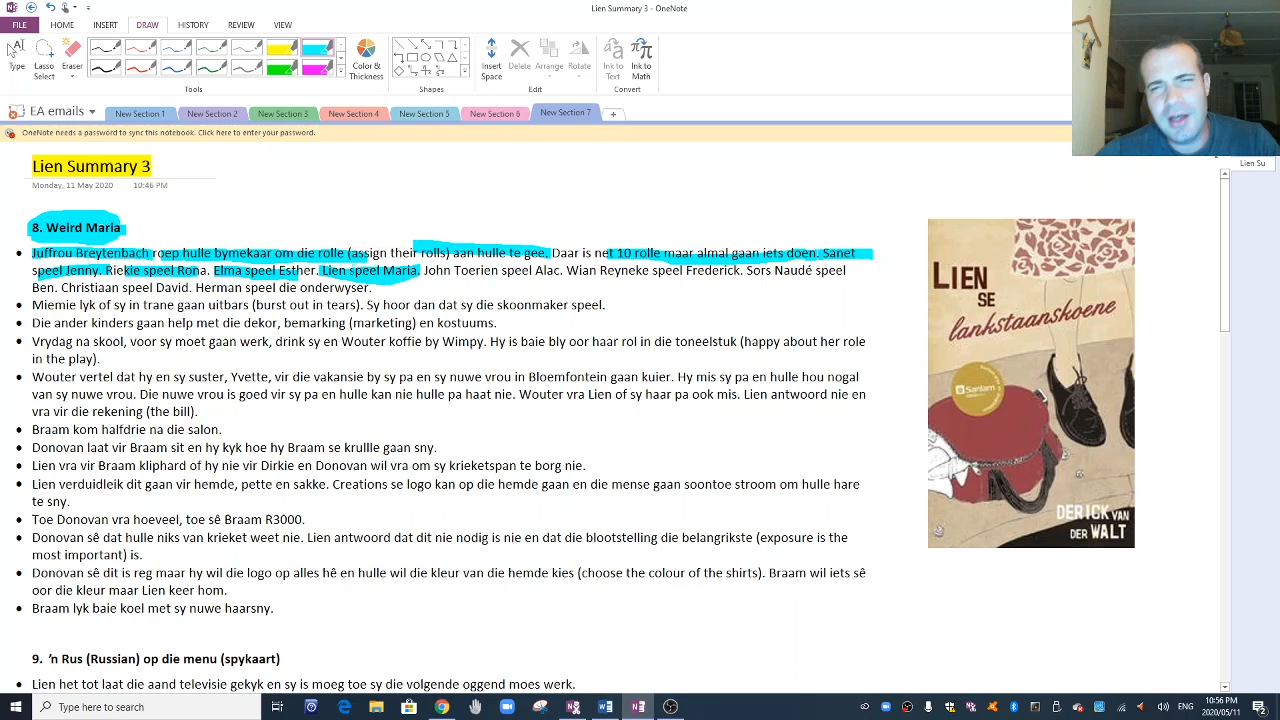 Lien Summary 3 - OneNote
FILE HOME INSERT DRAW HISTORY REVIEW VIEW
Type
Lasso Select
Eraser
Color & Thickness
Insert Space
Delete
Arrange
Rotate
Ink to Text
Ink to Math
Tools
Shapes
Edit
Convert
EA emails
New Section 1 New Section 2 New Section 3 New Section 4 New Section 5 New Section 6 New Section 7
OneNote needs a password to sync this notebook. Click here to enter your password.
Lien Su
Lien Summary 3
Monday, 11 May 2020 10:46 PM
8. Weird Maria
• Juffrou Breytenbach roep hulle bymekaar om die rolle (assign their rolls) aan hulle te gee. Daar is net 10 rolle maar almal gaan iets doen. Sanet
speel Jenny. Riekie speel Rona. Elma speel Esther. Lien speel Maria. John Toerien speel Alac. Wian Reyneke speel Frederick. Sors Naudé speel
Ben. Christiaan speel David. Herman speel die onderwyser.
• Miemie lyk of sy in trane gaan uitbars (burst out in tears). Sy hoor dan dat sy die skoonmaker speel.
• Die ander kinders gaan help met die dekor, bemarking (marketing) en kostuums.
• Vrydag na skool, voor sy moet gaan werk, drink sy en Wouter koffie by Wimpy. Hy is baie bly oor haar rol in die toneelstuk (happy about her role
in the play).
• Wouter vertel dat hy en sy suster, Yvette, vir die vakansie by sy pa en sy nuwe vrou in Bloemfontein gaan kuier. Hy mis sy pa en hulle hou nogal
van sy nuwe vrou. Die nuwe vrou is goed vir sy pa en hulle kan nie hulle pa haat nie. Wouter vra Lien of sy haar pa ook mis. Lien antwoord nie en
vra vir die rekening (the bill).
• Braam kom halfdrie na die salon.
• Donovan laat vir Braam sit en hy kyk hoe hy Braam se krullle gaan sny.
• Lien vra vir Braam kliphard of hy nie vir Dirkie en Donovan wil vra om sy krieketspan te borg nie.
• Lien verduidleik dit gaan vir hemde, pette en sakke. Creations se logo kan op die hemde gaan en die mense gaan soontoe stroom om hulle hare
te sny.
• Toe Donovan vra hoeveel, toe sê Braam R3000.
• Donovan sê dat hulle niks van krieket weet nie. Lien antwoord dat dit nie nodig is nie en dat die blootstelling die belangrikste (exposure is the
most important) is.
• Donovan sê dit is reg maar hy wil die logo op alles hê en hulle wil die kleur van die hemde kies (choose the colour of the shirts). Braam wil iets sê
oor die kleur maar Lien keer hom.
• Braam lyk baie koel met sy nuwe haarsny.
9. 'n Rus (Russian) op die menu (spykaart)
• Lien het tot laat die aand televisie gekyk en sy is moeg toe sy die volgende oggend moes werk.
LIEN
SE
lankstaanskoene
Sanlam
DERICK VAN
DER WALT
Type here to search
10:56 PM
2020/05/11